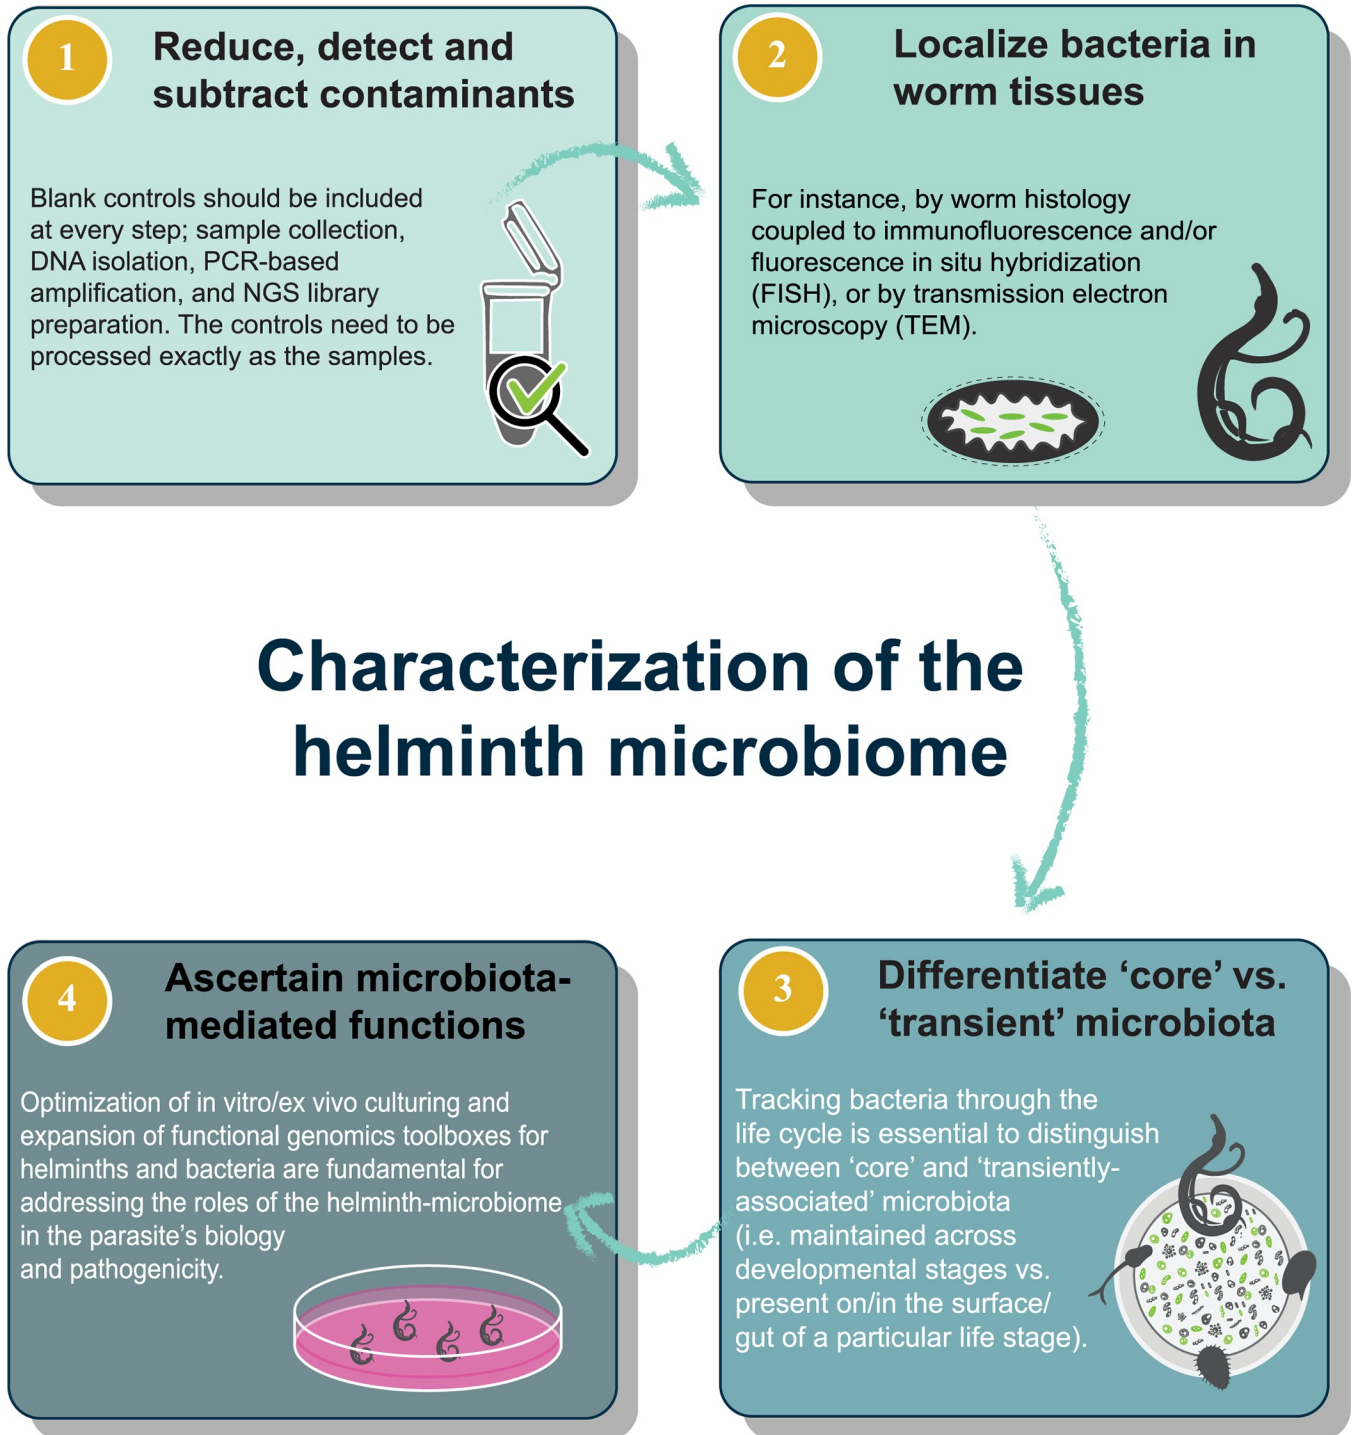 1
Reduce, detect and
subtract contaminants
Blank controls should be included
at every step; sample collection,
DNA isolation, PCR-based
amplification, and NGS library
preparation. The controls need to be
processed exactly as the samples.
2
Localize bacteria in
worm tissues
For instance, by worm histology
coupled to immunofluorescence and/or
fluorescence in situ hybridization
(FISH), or by transmission electron
microscopy (TEM).
Characterization of the
helminth microbiome
3
Differentiate ‘core’ vs.
‘transient’ microbiota
Tracking bacteria through the
life cycle is essential to distinguish
between ‘core’ and ‘transiently-
associated’ microbiota
(i.e. maintained across
developmental stages vs.
present on/in the surface/
gut of a particular life stage).
4
Ascertain microbiota-
mediated functions
Optimization of in vitro/ex vivo culturing and
expansion of functional genomics toolboxes for
helminths and bacteria are fundamental for
addressing the roles of the helminth-microbiome
in the parasite’s biology
and pathogenicity.